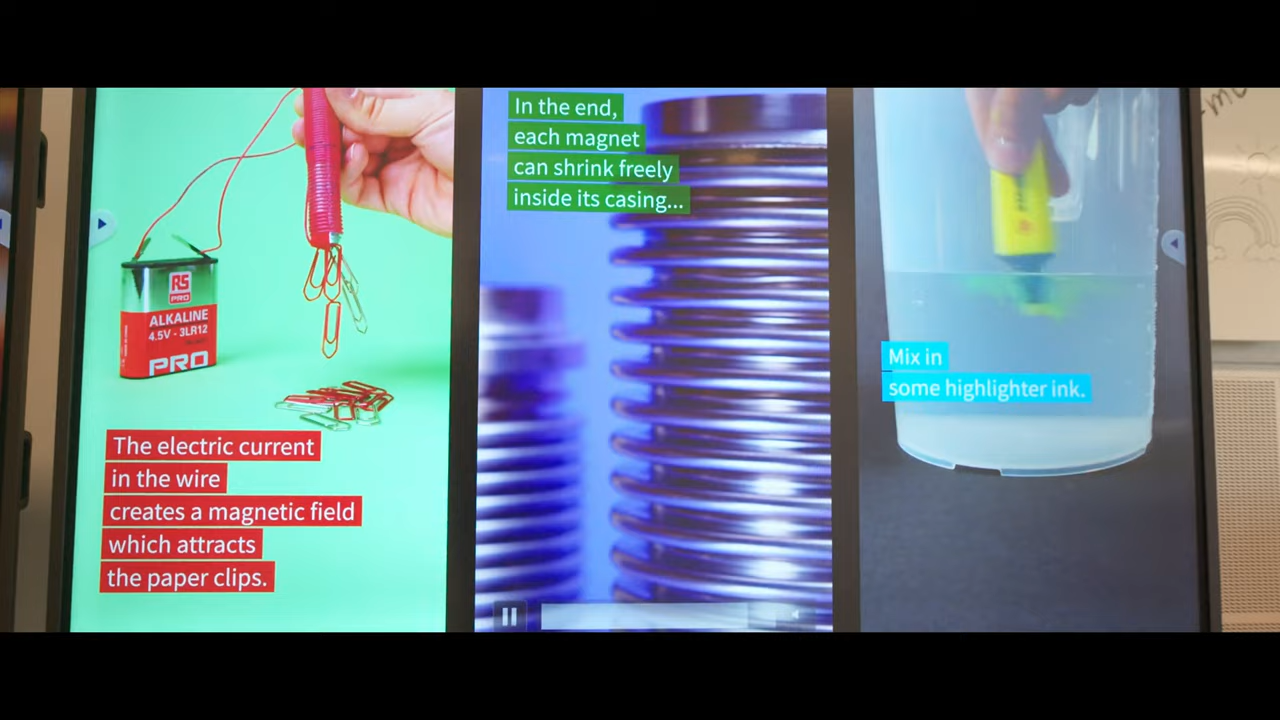 RS
PRO
ALKALINE
4.5V - 3LR12
PRO
The electric current
in the wire
creates a magnetic field
which attracts
the paper clips.
In the end,
each magnet
can shrink freely
inside its casing...
Mix in
some highlighter ink.